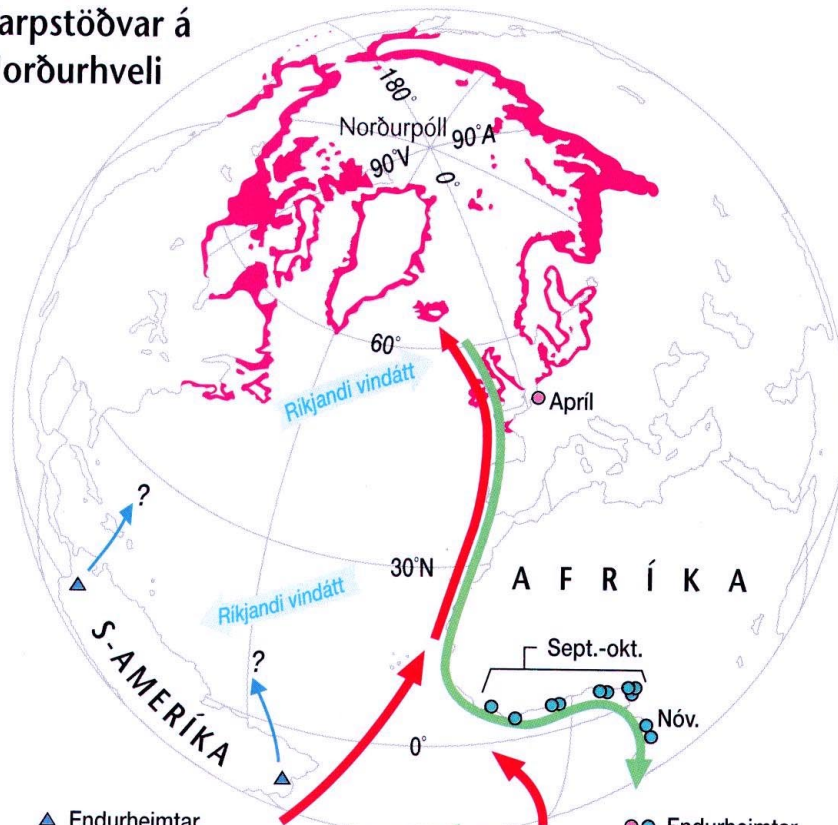 arpstöðvar á
orðurhveli
180°
Norðurpóll
90°A
90°V
0°
60°
Ríkjandi vindátt
Apríl
?
30°N
AFRÍKA
Ríkjandi vindátt
S-AMERÍKA
?
Sept.-okt.
Nóv.
0°
Endurheimtar
Endurheimtar